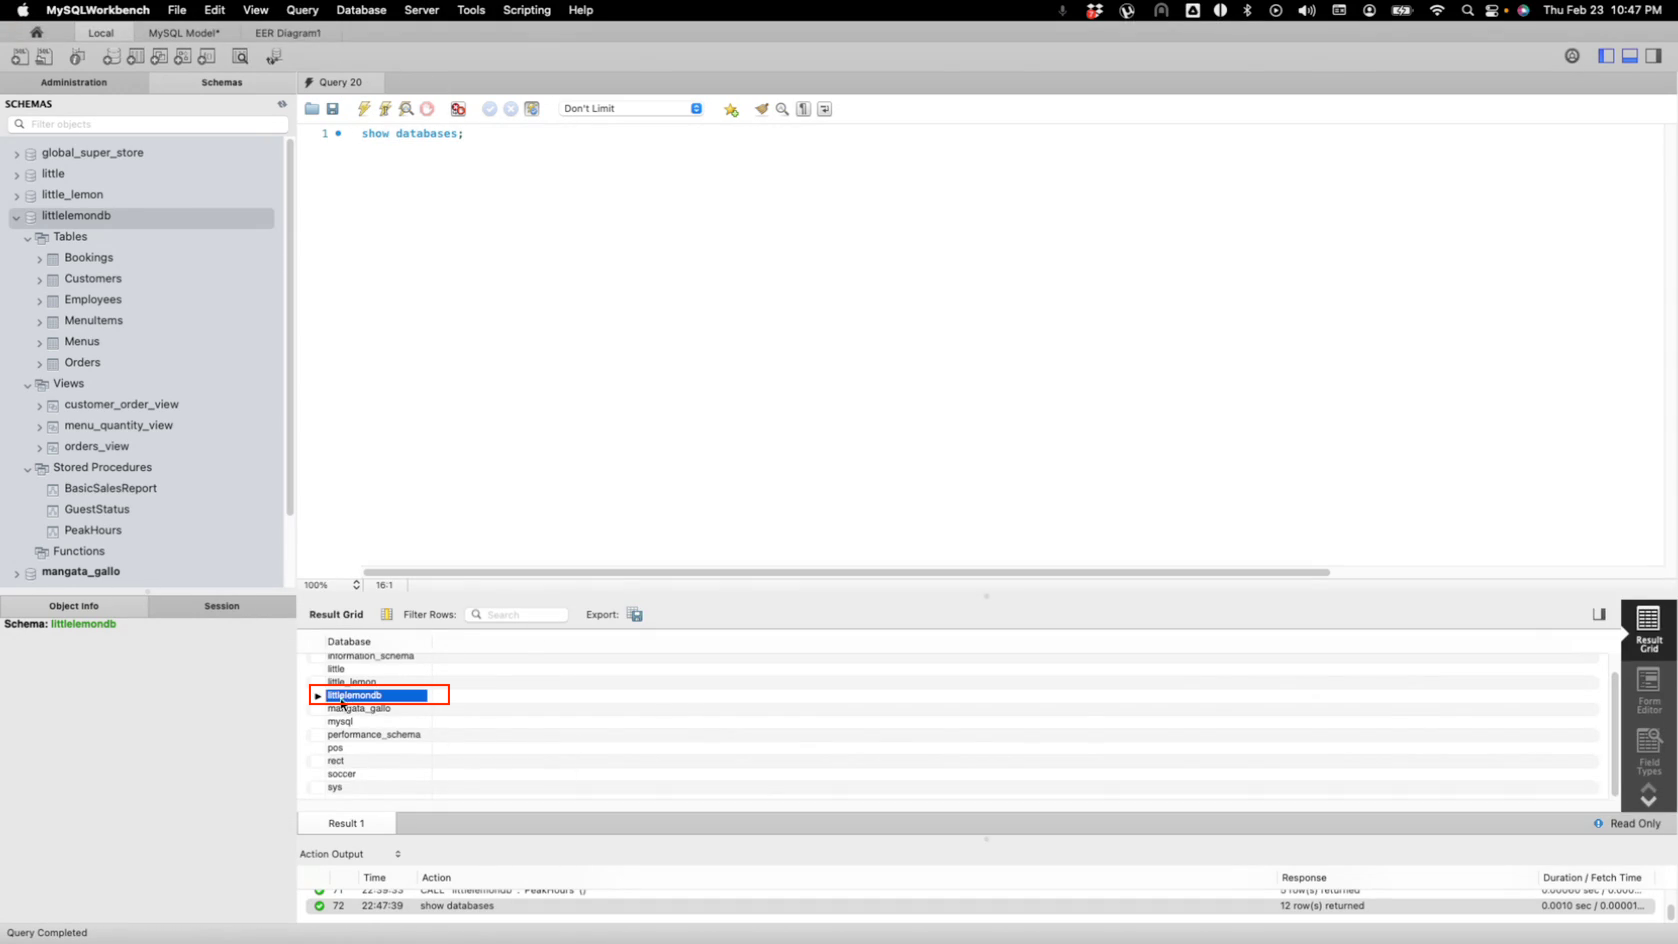 MySQLWorkbench File Edit View Query Database Server Tools Scripting Help Thu Feb 23 10:47 PM
Local MySQL Model* EER Diagram1
Administration Schemas Query 20
SCHEMAS
Filter objects
Don't Limit
1 show databases;
global_super_store
little
little_lemon
littlelemondb
Tables
Bookings
Customers
Employees
MenuItems
Menus
Orders
Views
customer_order_view
menu_quantity_view
orders_view
Stored Procedures
BasicSalesReport
GuestStatus
PeakHours
Functions
mangata_gallo
100% 16:1
Object Info Session
Schema: littlelemondb
Result Grid Filter Rows: Search Export:
Database
information_schema
little
little_lemon
littlelemondb
mangata_gallo
mysql
performance_schema
pos
rect
soccer
sys
Result Grid
Form Editor
Field Types
Result 1 Read Only
Action Output
Time Action Response Duration / Fetch Time
71 22:39:33 CALL `littlelemondb`.`PeakHours`() row(s) returned
72 22:47:39 show databases 12 row(s) returned 0.0010 sec / 0.00001...
Query Completed